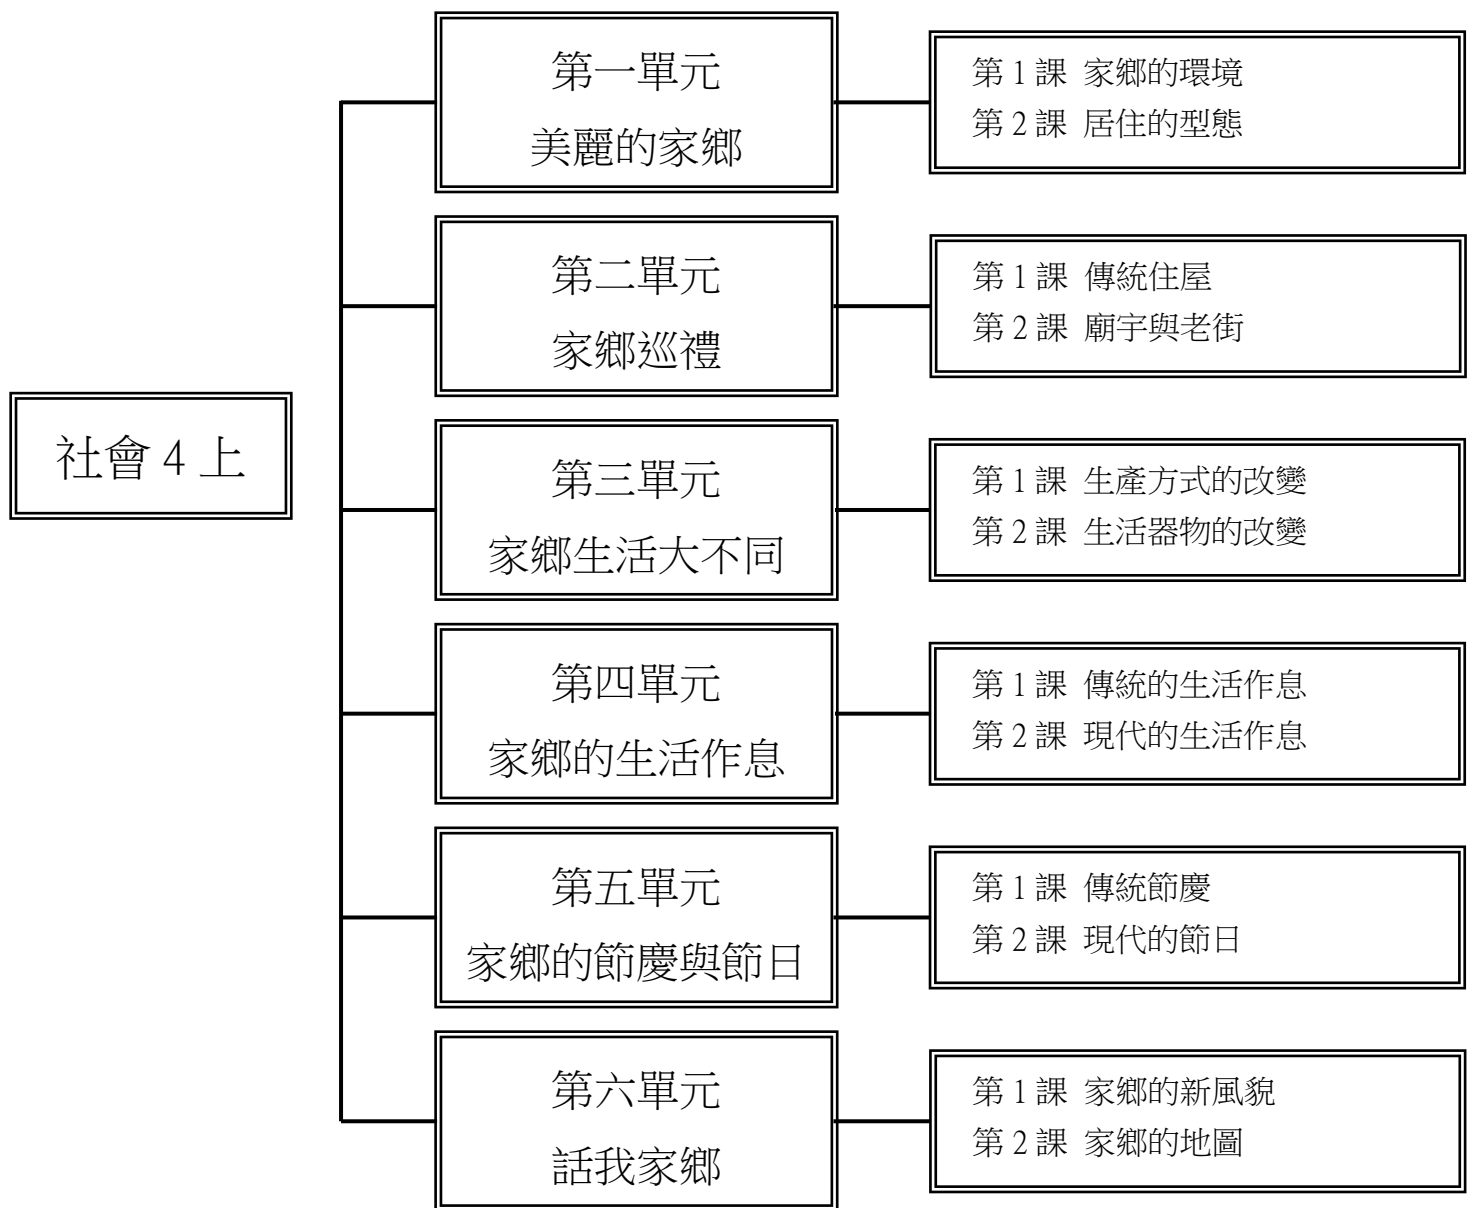 社會 4 上
第一單元
美麗的家鄉
第 1 課 家鄉的環境
第 2 課 居住的型態
第二單元
家鄉巡禮
第 1 課 傳統住屋
第 2 課 廟宇與老街
第三單元
家鄉生活大不同
第 1 課 生產方式的改變
第 2 課 生活器物的改變
第四單元
家鄉的生活作息
第 1 課 傳統的生活作息
第 2 課 現代的生活作息
第五單元
家鄉的節慶與節日
第 1 課 傳統節慶
第 2 課 現代的節日
第六單元
話我家鄉
第 1 課 家鄉的新風貌
第 2 課 家鄉的地圖